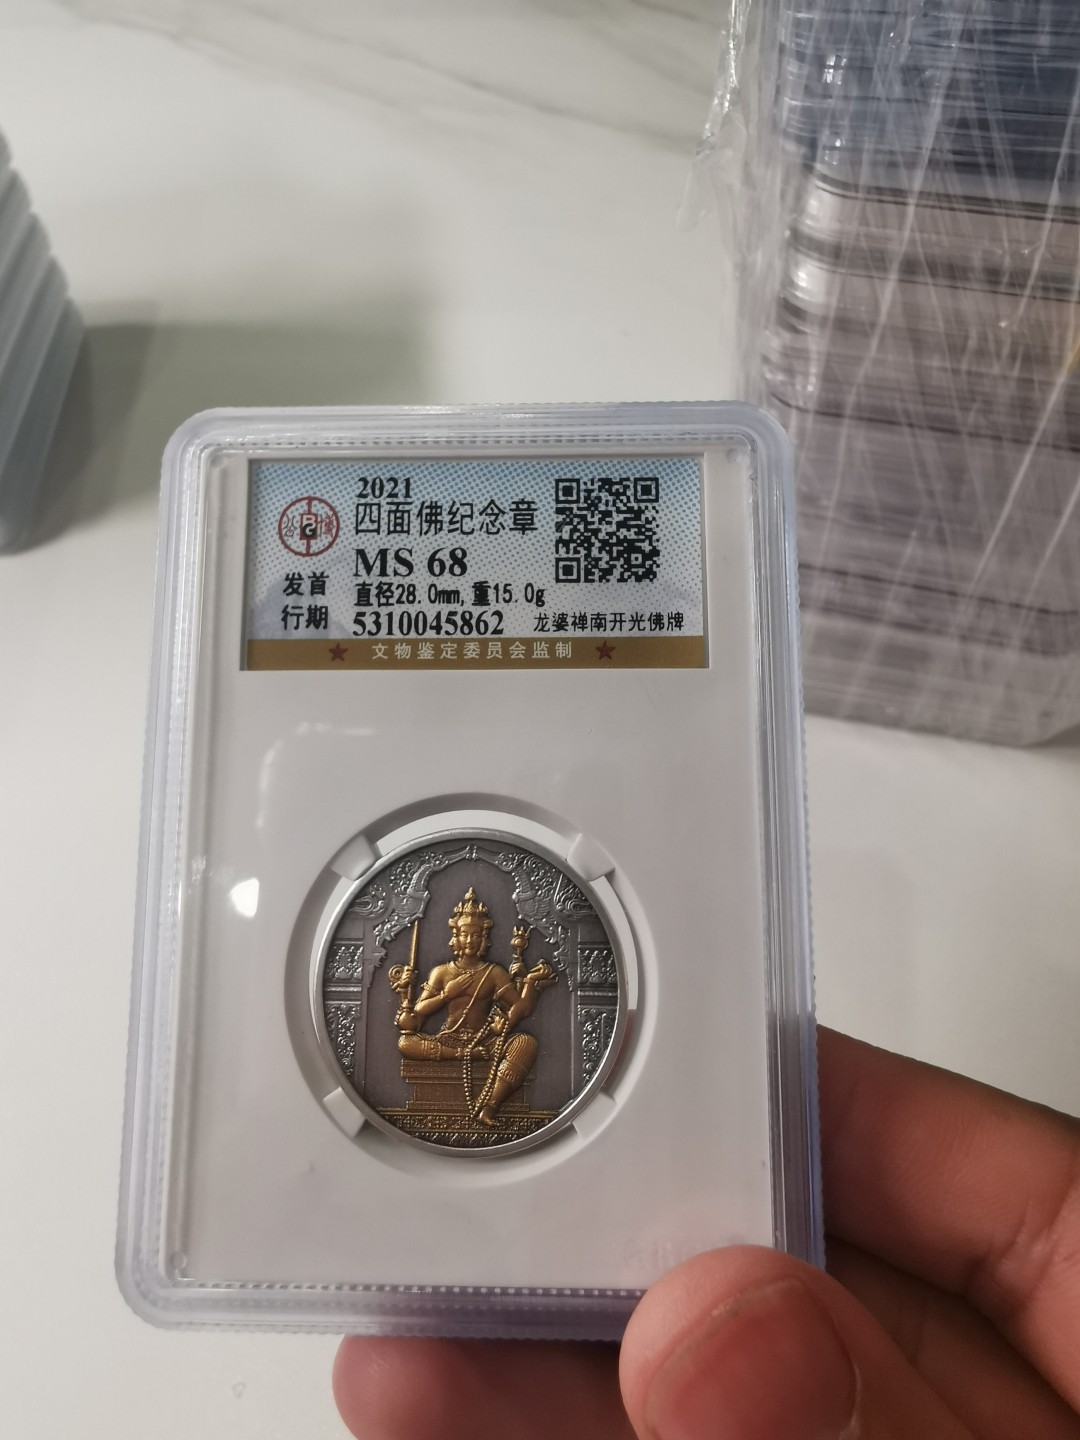 2021
四面佛纪念章
MS 68
直径28.0mm,重15.0g
首期
发行
5310045862 龙婆禅南开光佛牌
★ 文物鉴定委员会监制 ★
公博
G